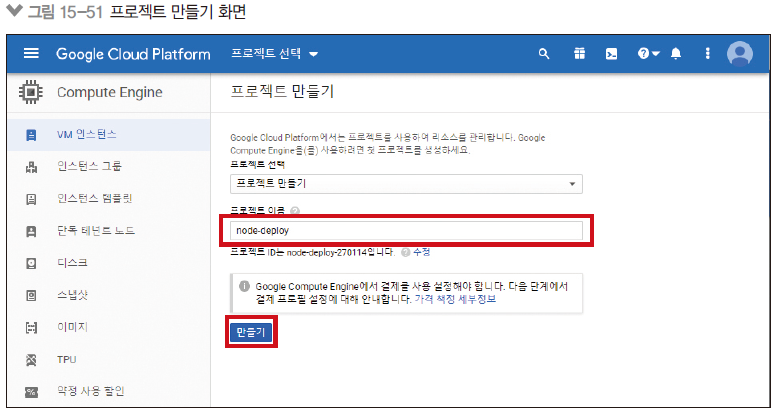 그림 15-51 프로젝트 만들기 화면
Google Cloud Platform 프로젝트 선택
Compute Engine
프로젝트 만들기
VM 인스턴스
인스턴스 그룹
인스턴스 템플릿
단독 테넌트 노드
디스크
스냅샷
이미지
TPU
약정 사용 할인
Google Cloud Platform에서는 프로젝트을 사용하여 리소스를 관리합니다. Google
Compute Engine을(를) 사용하려면 첫 프로젝트를 생성하세요.
프로젝트 선택
프로젝트 만들기
프로젝트 이름
node-deploy
프로젝트 ID는 node-deploy-270114입니다. 수정
Google Compute Engine에서 결제을 사용 설정해야 합니다. 다음 단계에서
결제 프로필 설정에 대해 안내합니다. 가격 책정 세부정보
만들기